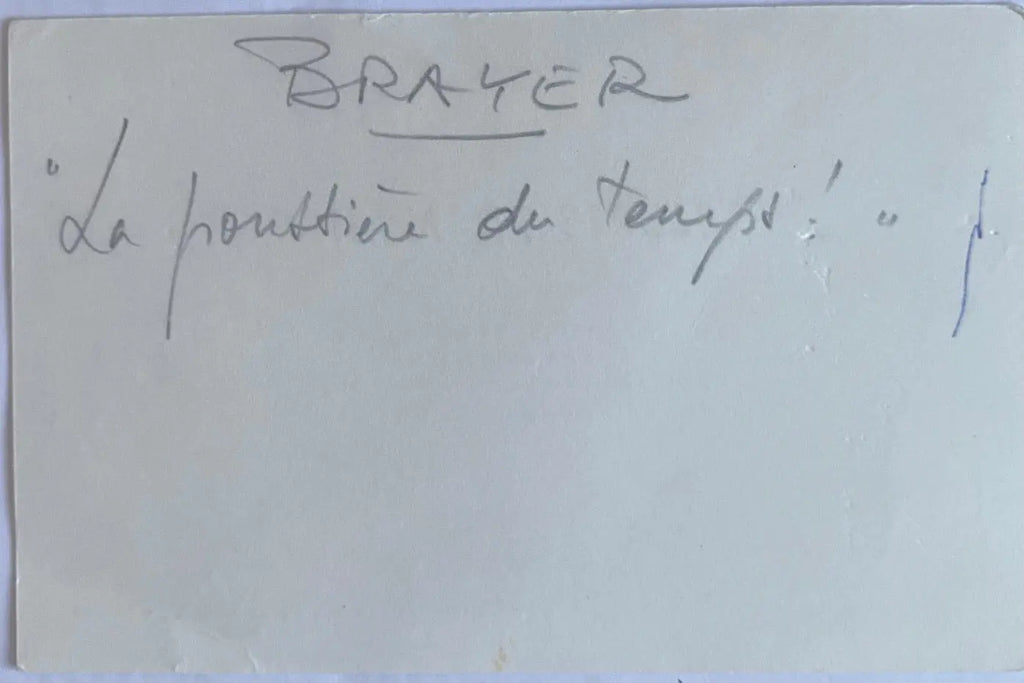 BRAYER
"La poussière du temps! " p.